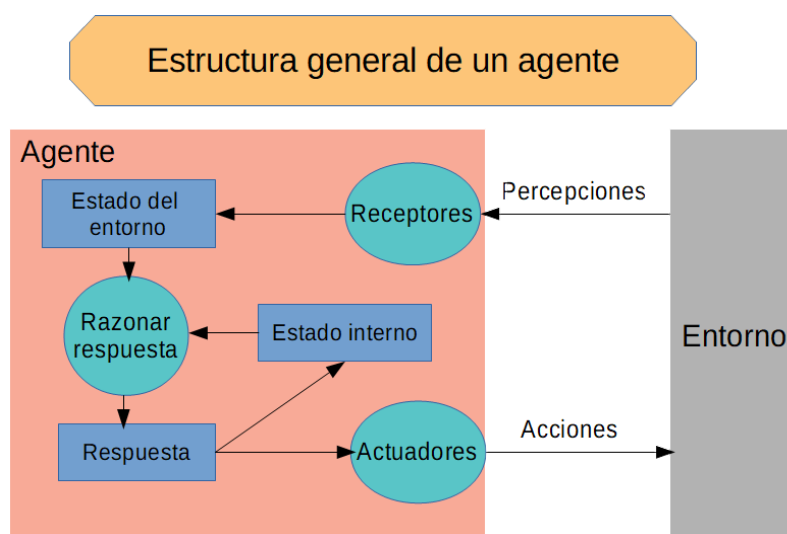 Estructura general de un agente
Agente
Percepciones
Estado del
entorno
Receptores
Razonar
respuesta
Estado interno
Entorno
Respuesta
Actuadores
Acciones